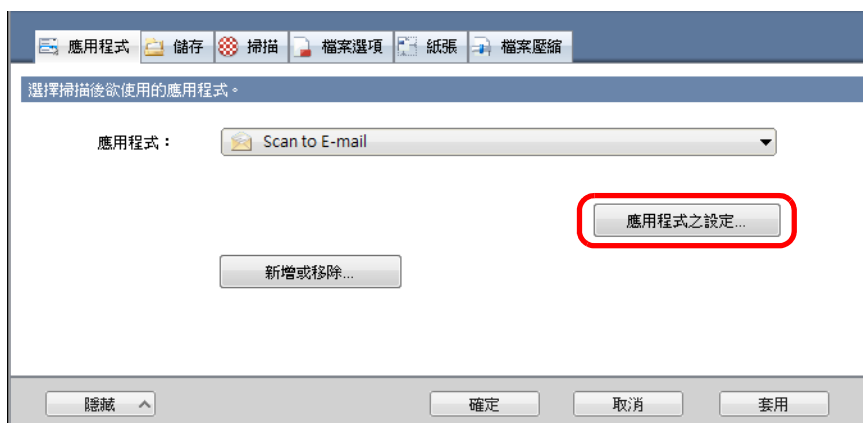 應用程式 儲存 掃描 檔案選項 紙張 檔案壓縮
選擇掃描後欲使用的應用程式。
應用程式： Scan to E-mail
應用程式之設定...
新增或移除...
隱藏 確定 取消 套用